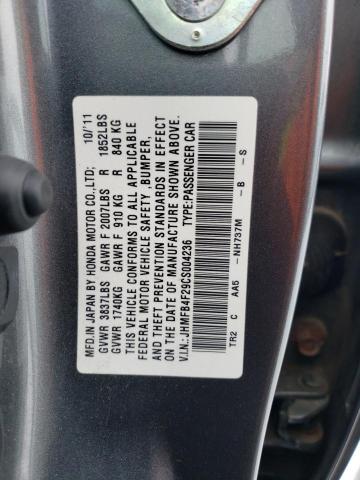 MFD.IN JAPAN BY HONDA MOTOR CO.,LTD; 10/'11
GVWR 3837LBS GAWR F 2007LBS R 1852LBS
GVWR 1740KG GAWR F 910 KG R 840 KG
THIS VEHICLE CONFORMS TO ALL APPLICABLE
FEDERAL MOTOR VEHICLE SAFETY ,BUMPER,
AND THEFT PREVENTION STANDARDS IN EFFECT
ON THE DATE OF MANUFACTURE SHOWN ABOVE.
V.I.N.:JHMFB4F29CS004236 TYPE:PASSENGER CAR
TR2 C AA5 -NH737M -B -S